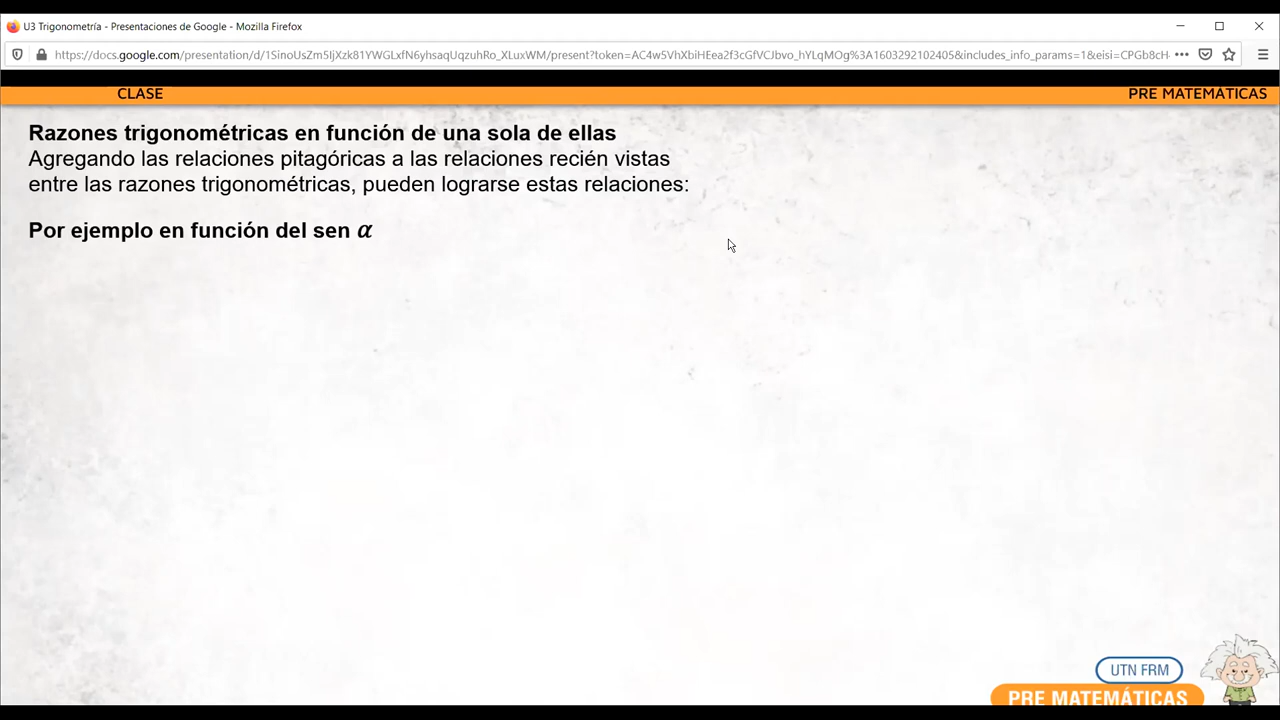 U3 Trigonometría - Presentaciones de Google - Mozilla Firefox
https://docs.google.com/presentation/d/1SinoUsZm5IjXzk81YWGLxfN6yhsaqUqzuhRo_XLuxWM/present?token=AC4w5VhXbiHEea2f3cGfVCJbvo_hYLqMOg%3A1603292102405&includes_info_params=1&eisi=CPGb8cH-
CLASE
PRE MATEMATICAS
Razones trigonométricas en función de una sola de ellas
Agregando las relaciones pitagóricas a las relaciones recién vistas
entre las razones trigonométricas, pueden lograrse estas relaciones:
Por ejemplo en función del sen α
UTN FRM
PRE MATEMÁTICAS